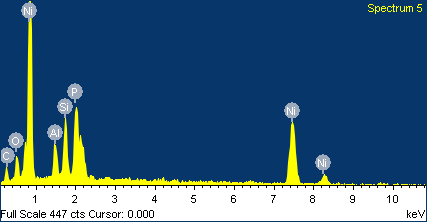 Spectrum 5
Ni
P
Si
Ni
Al
O
C
Ni
1 2 3 4 5 6 7 8 9 10
Full Scale 447 cts Cursor: 0.000 keV